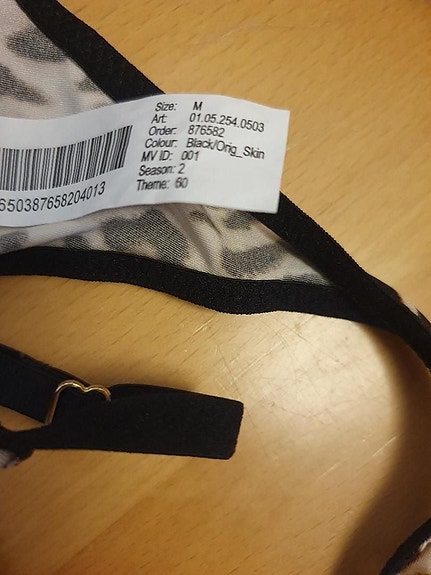 Size: M
Art: 01.05.254.0503
Order: 876582
Colour: Black/Orig_Skin
MV ID: 001
Season: 2
Theme: 60
650387658204013